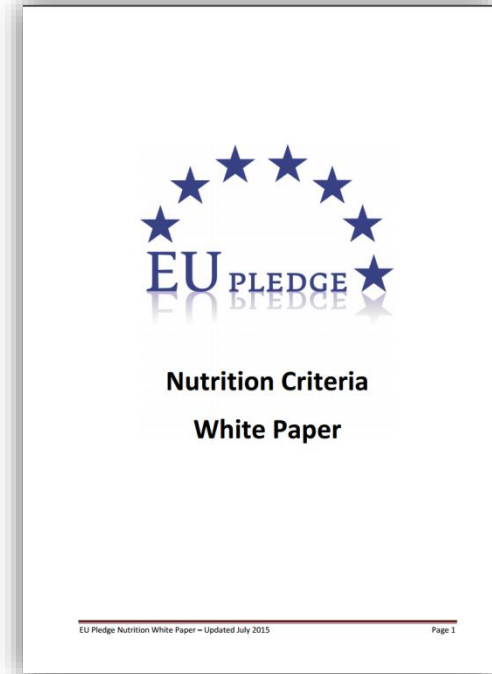 EU PLEDGE
Nutrition Criteria
White Paper
EU Pledge Nutrition White Paper – Updated July 2015 Page 1